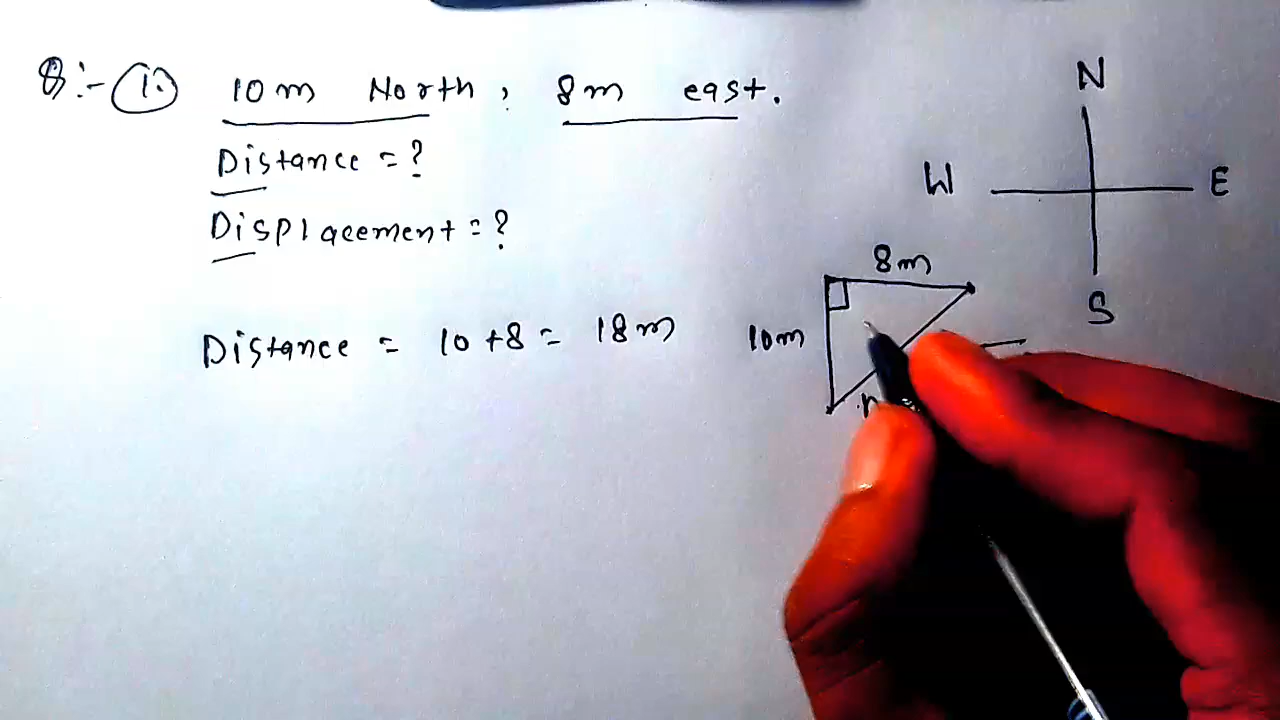 Q:- 1. 10m North, 8m east.
Distance = ?
Displacement = ?
Distance = 10 + 8 = 18m
N
W
E
S
8m
10m